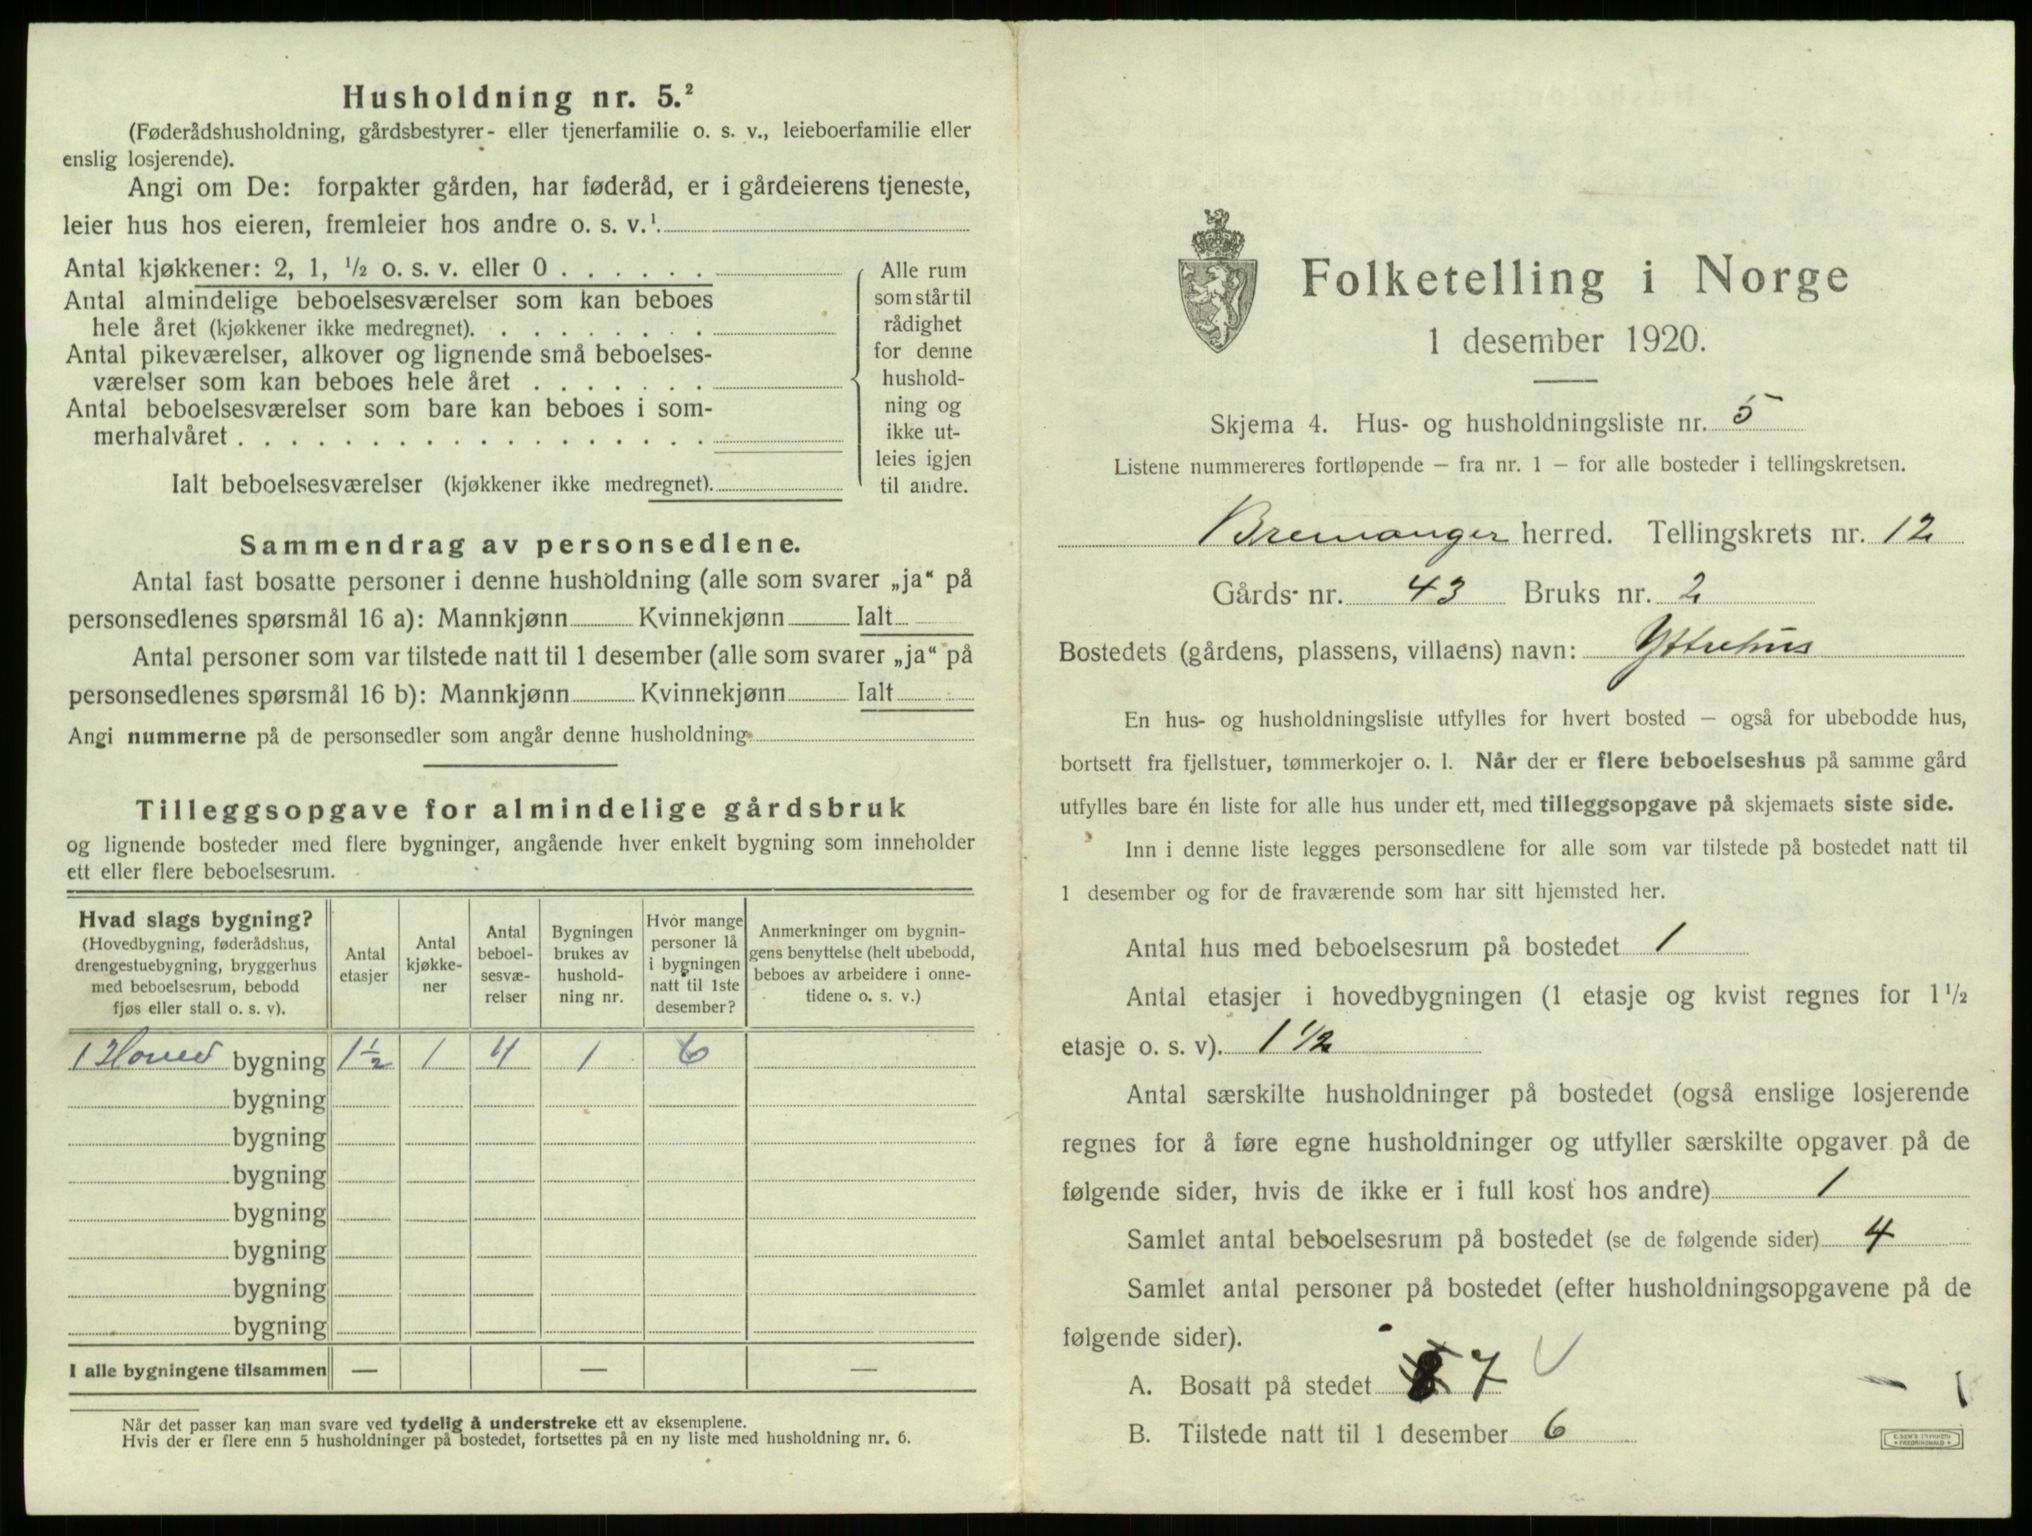 Husholdning nr. 5.²
(Føderådshusholdning, gårdsbestyrer- eller tjenerfamilie o. s. v., leieboerfamilie eller
enslig losjerende).
Angi om De: forpakter gården, har føderåd, er i gårdeierens tjeneste,
leier hus hos eieren, fremleier hos andre o. s. v.¹
Antal kjøkkener: 2, 1, ½ o. s. v. eller 0 . . . . . .
Antal almindelige beboelsesværelser som kan beboes
hele året (kjøkkener ikke medregnet). . . . . . . .
Antal pikeværelser, alkover og lignende små beboelses-
værelser som kan beboes hele året . . . . . . .
Antal beboelsesværelser som bare kan beboes i som-
merhalvåret . . . . . . . . . . . . . . . . . .
Ialt beboelsesværelser (kjøkkener ikke medregnet).
Alle rum
som står til
rådighet
for denne
hushold-
ning og
ikke ut-
leies igjen
til andre.
Sammendrag av personsedlene.
Antal fast bosatte personer i denne husholdning (alle som svarer „ja“ på
personsedlenes spørsmål 16 a): Mannkjønn Kvinnekjønn Ialt
Antal personer som var tilstede natt til 1 desember (alle som svarer „ja“ på
personsedlenes spørsmål 16 b): Mannkjønn Kvinnekjønn Ialt
Angi nummerne på de personsedler som angår denne husholdning
Tilleggsopgave for almindelige gårdsbruk
og lignende bosteder med flere bygninger, angående hver enkelt bygning som inneholder
ett eller flere beboelsesrum.
Hvad slags bygning?
(Hovedbygning, føderådshus,
drengestuebygning, bryggerhus
med beboelsesrum, bebodd
fjøs eller stall o. s. v).
Antal
etasjer
Antal
kjøkke-
ner
Antal
beboel-
sesvæ-
relser
Bygningen
brukes av
hushold-
ning nr.
Hvor mange
personer lå
i bygningen
natt til 1ste
desember?
Anmerkninger om bygnin-
gens benyttelse (helt ubebodd,
beboes av arbeidere i onne-
tidene o. s. v.)
1 Hoved bygning 1½ 1 4 1 6
bygning
bygning
bygning
bygning
bygning
bygning
bygning
I alle bygningene tilsammen — — —
Når det passer kan man svare ved tydelig å understreke ett av eksemplene.
Hvis der er flere enn 5 husholdninger på bostedet, fortsettes på en ny liste med husholdning nr. 6.
Folketelling i Norge
1 desember 1920.
Skjema 4. Hus- og husholdningsliste nr. 5
Listene nummereres fortløpende – fra nr. 1 – for alle bosteder i tellingskretsen.
Bremanger herred. Tellingskrets nr. 12
Gårds- nr. 43 Bruks nr. 2
Bostedets (gårdens, plassens, villaens) navn: Yttrehus
En hus- og husholdningsliste utfylles for hvert bosted – også for ubebodde hus,
bortsett fra fjellstuer, tømmerkojer o. l. Når der er flere beboelseshus på samme gård
utfylles bare én liste for alle hus under ett, med tilleggsopgave på skjemaets siste side.
Inn i denne liste legges personsedlene for alle som var tilstede på bostedet natt til
1 desember og for de fraværende som har sitt hjemsted her.
Antal hus med beboelsesrum på bostedet 1
Antal etasjer i hovedbygningen (1 etasje og kvist regnes for 1½
etasje o. s. v). 1 ½
Antal særskilte husholdninger på bostedet (også enslige losjerende
regnes for å føre egne husholdninger og utfyller særskilte opgaver på de
følgende sider, hvis de ikke er i full kost hos andre) 1
Samlet antal beboelsesrum på bostedet (se de følgende sider) 4
Samlet antal personer på bostedet (efter husholdningsopgavene på de
følgende sider).
A. Bosatt på stedet 8 7
B. Tilstede natt til 1 desember 6